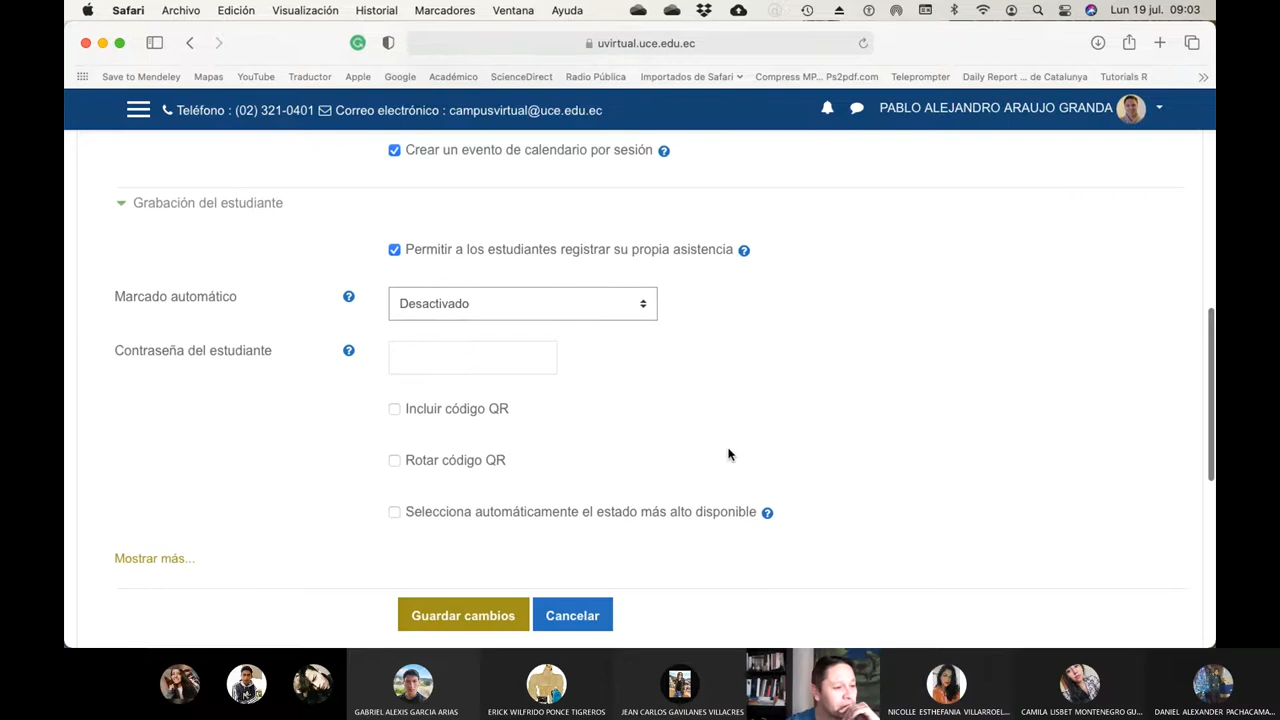 Safari Archivo Edición Visualización Historial Marcadores Ventana Ayuda Lun 19 jul. 09:03
uvirtual.uce.edu.ec
Save to Mendeley Mapas YouTube Traductor Apple Google Académico ScienceDirect Radio Pública Importados de Safari Compress MP... Ps2pdf.com Teleprompter Daily Report ... de Catalunya Tutorials R
Teléfono : (02) 321-0401 Correo electrónico : campusvirtual@uce.edu.ec PABLO ALEJANDRO ARAUJO GRANDA
Crear un evento de calendario por sesión
Grabación del estudiante
Permitir a los estudiantes registrar su propia asistencia
Marcado automático Desactivado
Contraseña del estudiante
Incluir código QR
Rotar código QR
Selecciona automáticamente el estado más alto disponible
Mostrar más...
Guardar cambios Cancelar
GABRIEL ALEXIS GARCIA ARIAS ERICK WILFRIDO PONCE TIGREROS JEAN CARLOS GAVILANES VILLACRES NICOLLE ESTHEFANIA VILLARROEL... CAMILA LISBET MONTENEGRO GU... DANIEL ALEXANDER PACHACAMA...